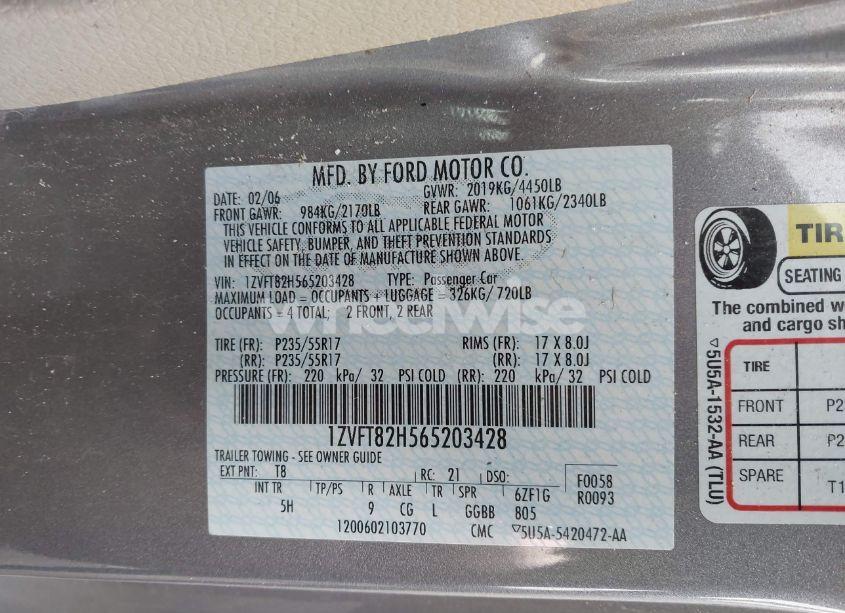 MFD. BY FORD MOTOR CO.
DATE: 02/06 GVWR: 2019KG/4450LB
FRONT GAWR: 984KG/2170LB REAR GAWR: 1061KG/2340LB
THIS VEHICLE CONFORMS TO ALL APPLICABLE FEDERAL MOTOR
VEHICLE SAFETY, BUMPER, AND THEFT PREVENTION STANDARDS
IN EFFECT ON THE DATE OF MANUFACTURE SHOWN ABOVE.
VIN: 1ZVFT82H565203428 TYPE: Passenger Car
MAXIMUM LOAD = OCCUPANTS + LUGGAGE = 326KG/ 720LB
OCCUPANTS = 4 TOTAL; 2 FRONT, 2 REAR
wheelwise
TIRE (FR): P235/55R17 RIMS (FR): 17 X 8.0J
(RR): P235/55R17 (RR): 17 X 8.0J
PRESSURE (FR): 220 kPa/ 32 PSI COLD (RR): 220 kPa/ 32 PSI COLD
1ZVFT82H565203428
TRAILER TOWING - SEE OWNER GUIDE
EXT PNT: T8 RC: 21 DSO: F0058
INT TR TP/PS R AXLE TR SPR 6ZF1G R0093
5H 9 CG L GGBB 805
1200602103770 CMC ▽5U5A-5420472-AA
TIR
SEATING
The combined w
and cargo sh
▽5U5A-1532-AA (TLU)
TIRE
FRONT P2
REAR P2
SPARE T1